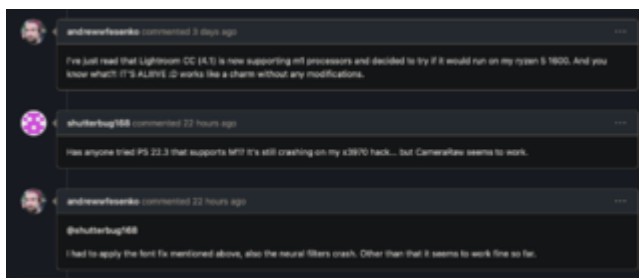 andrewwfesenko commented 3 days ago
I've just read that Lightroom CC (4.1) is now supporting m1 processors and decided to try if it would run on my ryzen 5 1600. And you
know what?! IT'S ALIIVE :D works like a charm without any modifications.
shutterbug168 commented 22 hours ago
Has anyone tried PS 22.3 that supports M1? It's still crashing on my x3970 hack... but CameraRaw seems to work.
andrewwfesenko commented 22 hours ago
@shutterbug168
I had to apply the font fix mentioned above, also the neural filters crash. Other than that it seems to work fine so far.